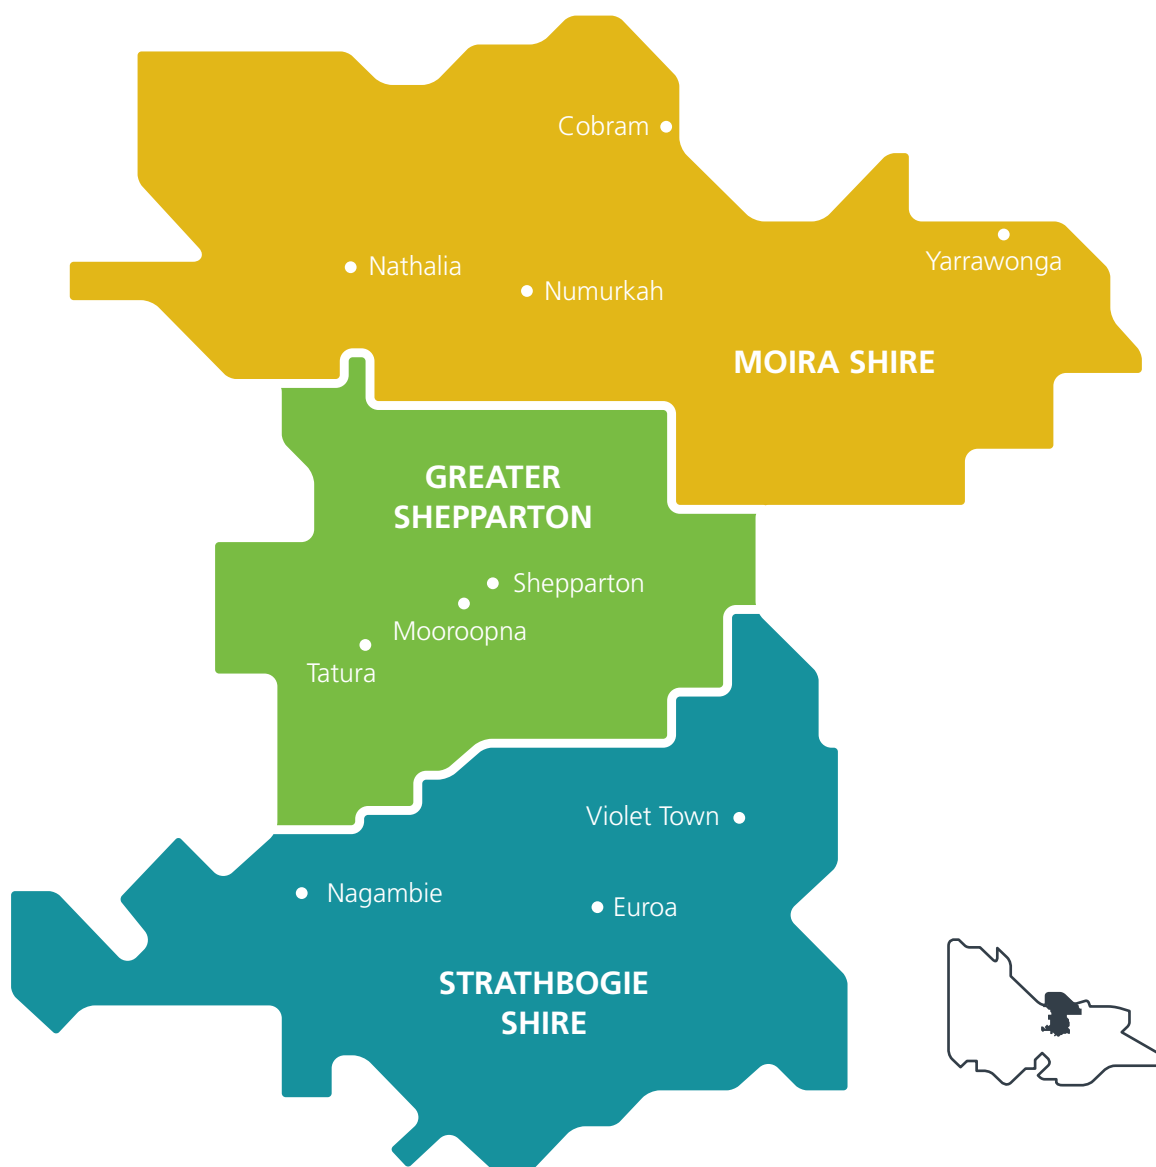 Cobram
Yarrawonga
Nathalia
Numurkah
MOIRA SHIRE
GREATER
SHEPPARTON
Shepparton
Mooroopna
Tatura
Violet Town
Nagambie
Euroa
STRATHBOGIE
SHIRE